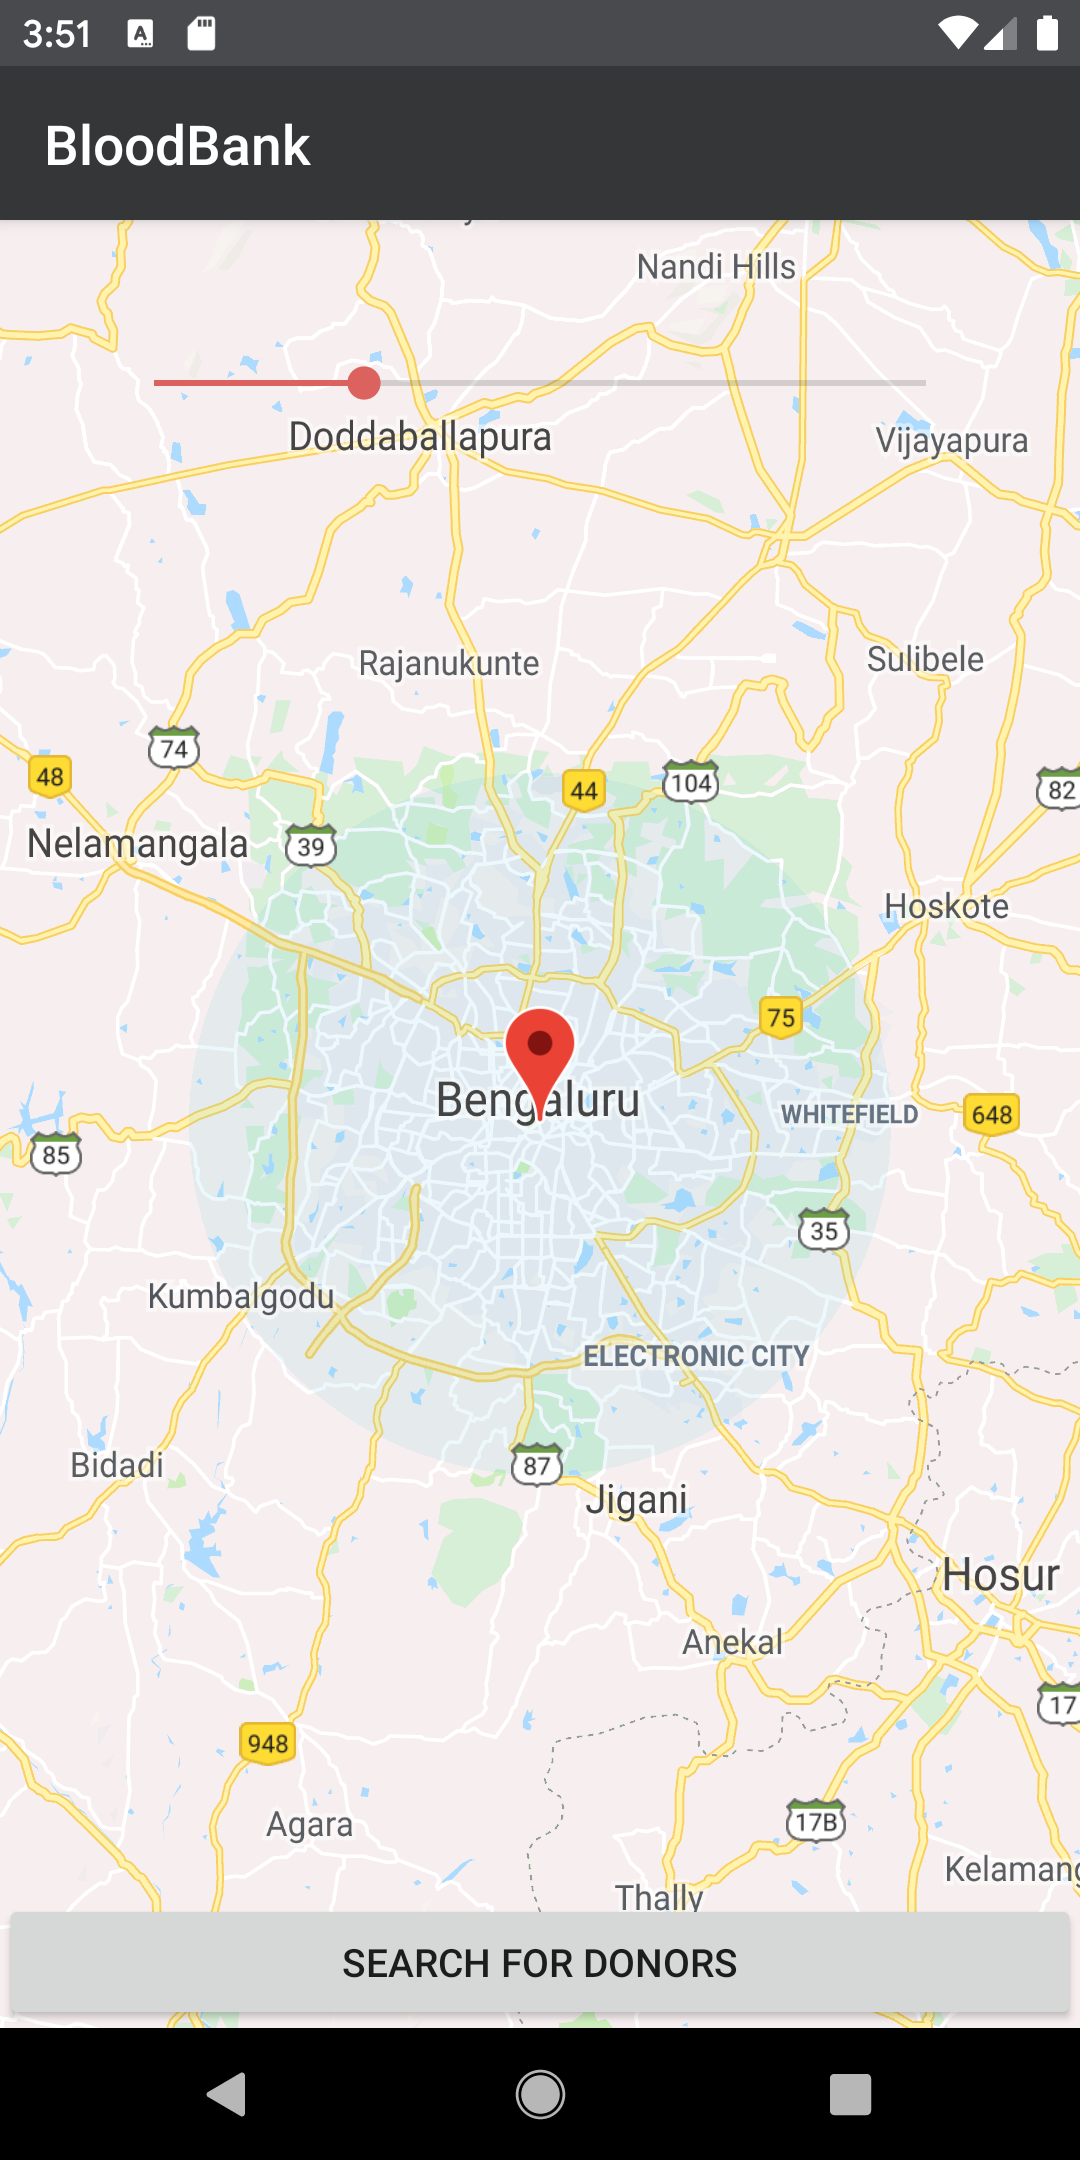 3:51
BloodBank
Nandi Hills
Doddaballapura
Vijayapura
Rajanukunte
Sulibele
74
48
44
104
82
Nelamangala
39
Hoskote
75
Bengaluru
WHITEFIELD
648
85
35
Kumbalgodu
ELECTRONIC CITY
Bidadi
87
Jigani
Hosur
Anekal
17
948
17B
Agara
Kelamang
Thally
SEARCH FOR DONORS